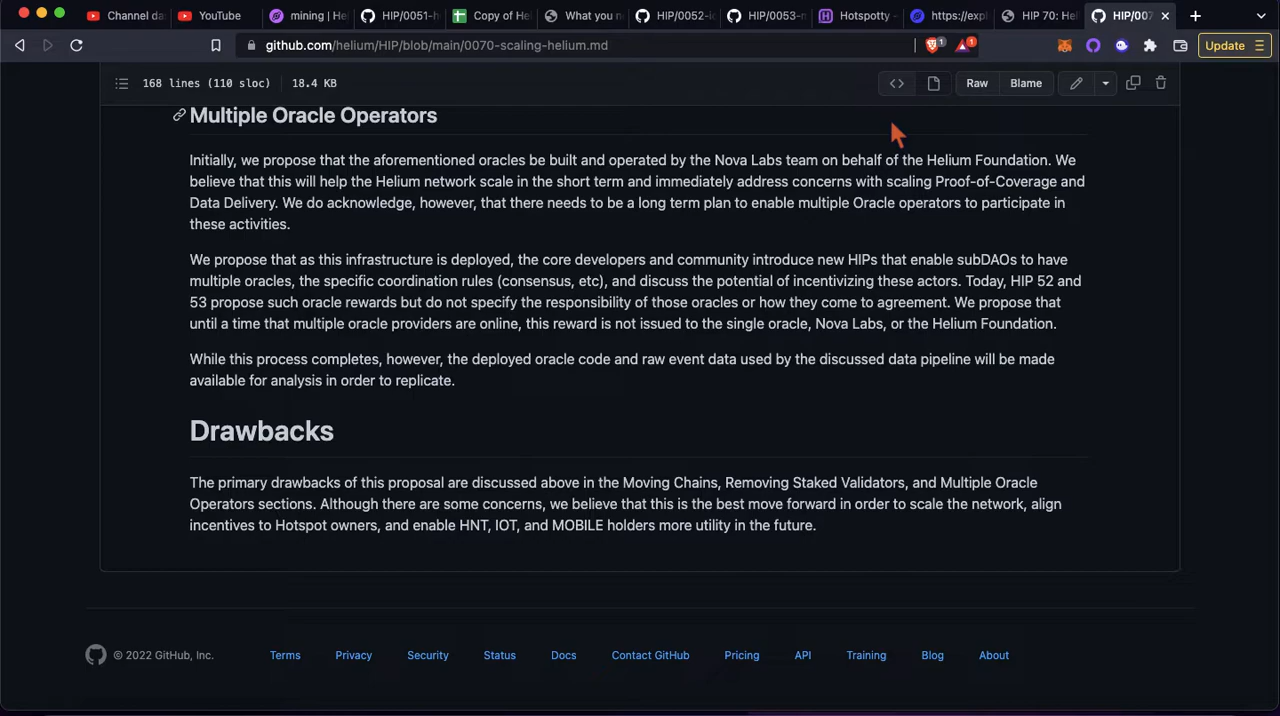 Channel das
YouTube
mining | He
HIP/0051-h
Copy of He
What you n
HIP/0052-i
HIP/0053-m
Hotspotty -
https://expl
HIP 70: Hel
HIP/007
github.com/helium/HIP/blob/main/0070-scaling-helium.md
1
1
Update
168 lines (110 sloc)
18.4 KB
<>
Raw
Blame
Multiple Oracle Operators
Initially, we propose that the aforementioned oracles be built and operated by the Nova Labs team on behalf of the Helium Foundation. We
believe that this will help the Helium network scale in the short term and immediately address concerns with scaling Proof-of-Coverage and
Data Delivery. We do acknowledge, however, that there needs to be a long term plan to enable multiple Oracle operators to participate in
these activities.
We propose that as this infrastructure is deployed, the core developers and community introduce new HIPs that enable subDAOs to have
multiple oracles, the specific coordination rules (consensus, etc), and discuss the potential of incentivizing these actors. Today, HIP 52 and
53 propose such oracle rewards but do not specify the responsibility of those oracles or how they come to agreement. We propose that
until a time that multiple oracle providers are online, this reward is not issued to the single oracle, Nova Labs, or the Helium Foundation.
While this process completes, however, the deployed oracle code and raw event data used by the discussed data pipeline will be made
available for analysis in order to replicate.
Drawbacks
The primary drawbacks of this proposal are discussed above in the Moving Chains, Removing Staked Validators, and Multiple Oracle
Operators sections. Although there are some concerns, we believe that this is the best move forward in order to scale the network, align
incentives to Hotspot owners, and enable HNT, IOT, and MOBILE holders more utility in the future.
© 2022 GitHub, Inc.
Terms
Privacy
Security
Status
Docs
Contact GitHub
Pricing
API
Training
Blog
About